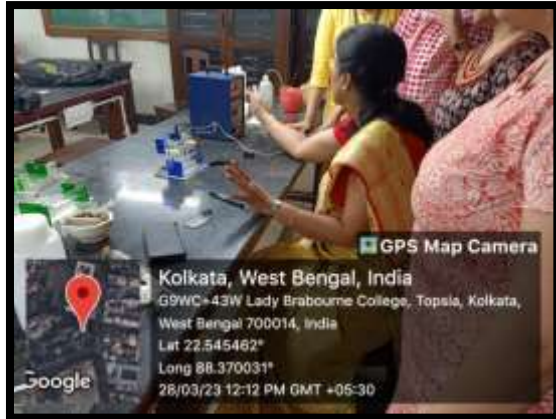 GPS Map Camera
Kolkata, West Bengal, India
G9WC+43W Lady Brabourne College, Topsia, Kolkata,
West Bengal 700014, India
Lat 22.545462°
Long 88.370031°
28/03/23 12:12 PM GMT +05:30
Google